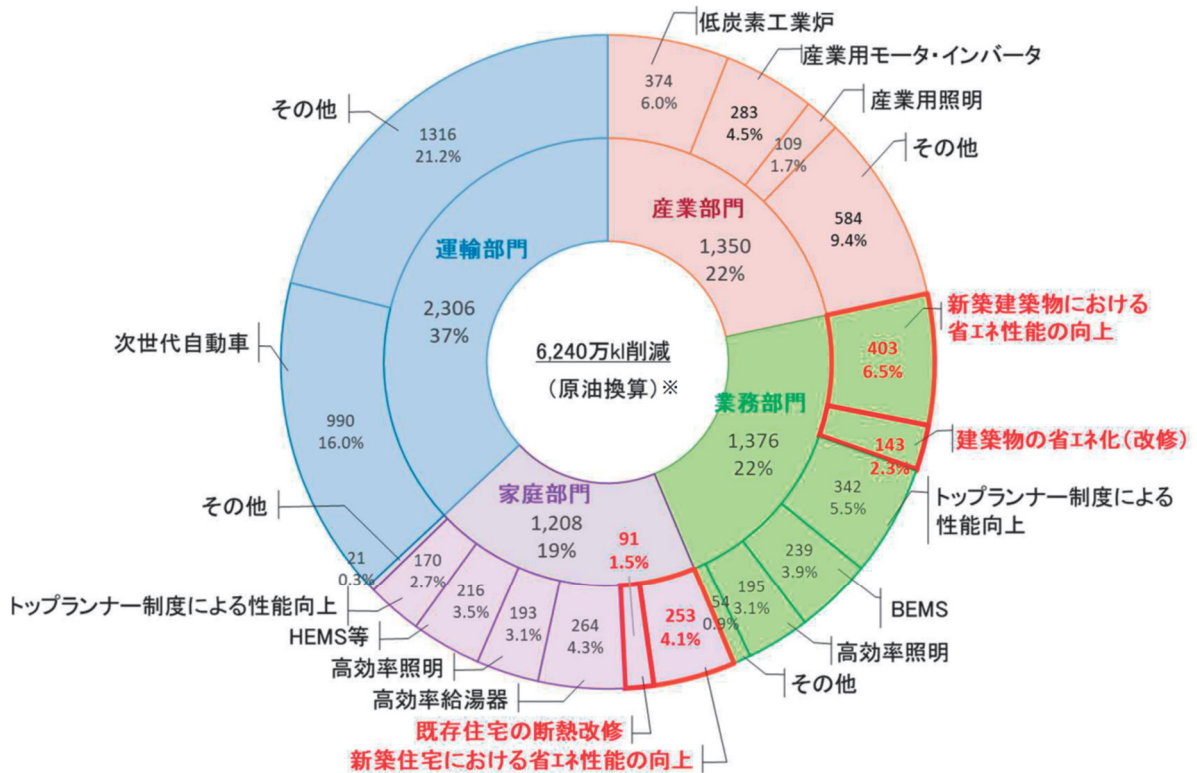 低炭素工業炉
産業用モータ・インバータ
産業用照明
その他
374
6.0%
283
4.5%
109
1.7%
584
9.4%
産業部門
1,350
22%
新築建築物における
省エネ性能の向上
403
6.5%
建築物の省エネ化(改修)
143
2.3%
トップランナー制度による
性能向上
342
5.5%
BEMS
239
3.9%
高効率照明
195
3.1%
その他
54
0.9%
業務部門
1,376
22%
6,240万kl削減
(原油換算)※
新築住宅における省エネ性能の向上
253
4.1%
既存住宅の断熱改修
91
1.5%
高効率給湯器
264
4.3%
高効率照明
193
3.1%
HEMS等
216
3.5%
トップランナー制度による性能向上
170
2.7%
その他
21
0.3%
家庭部門
1,208
19%
次世代自動車
990
16.0%
その他
1316
21.2%
運輸部門
2,306
37%